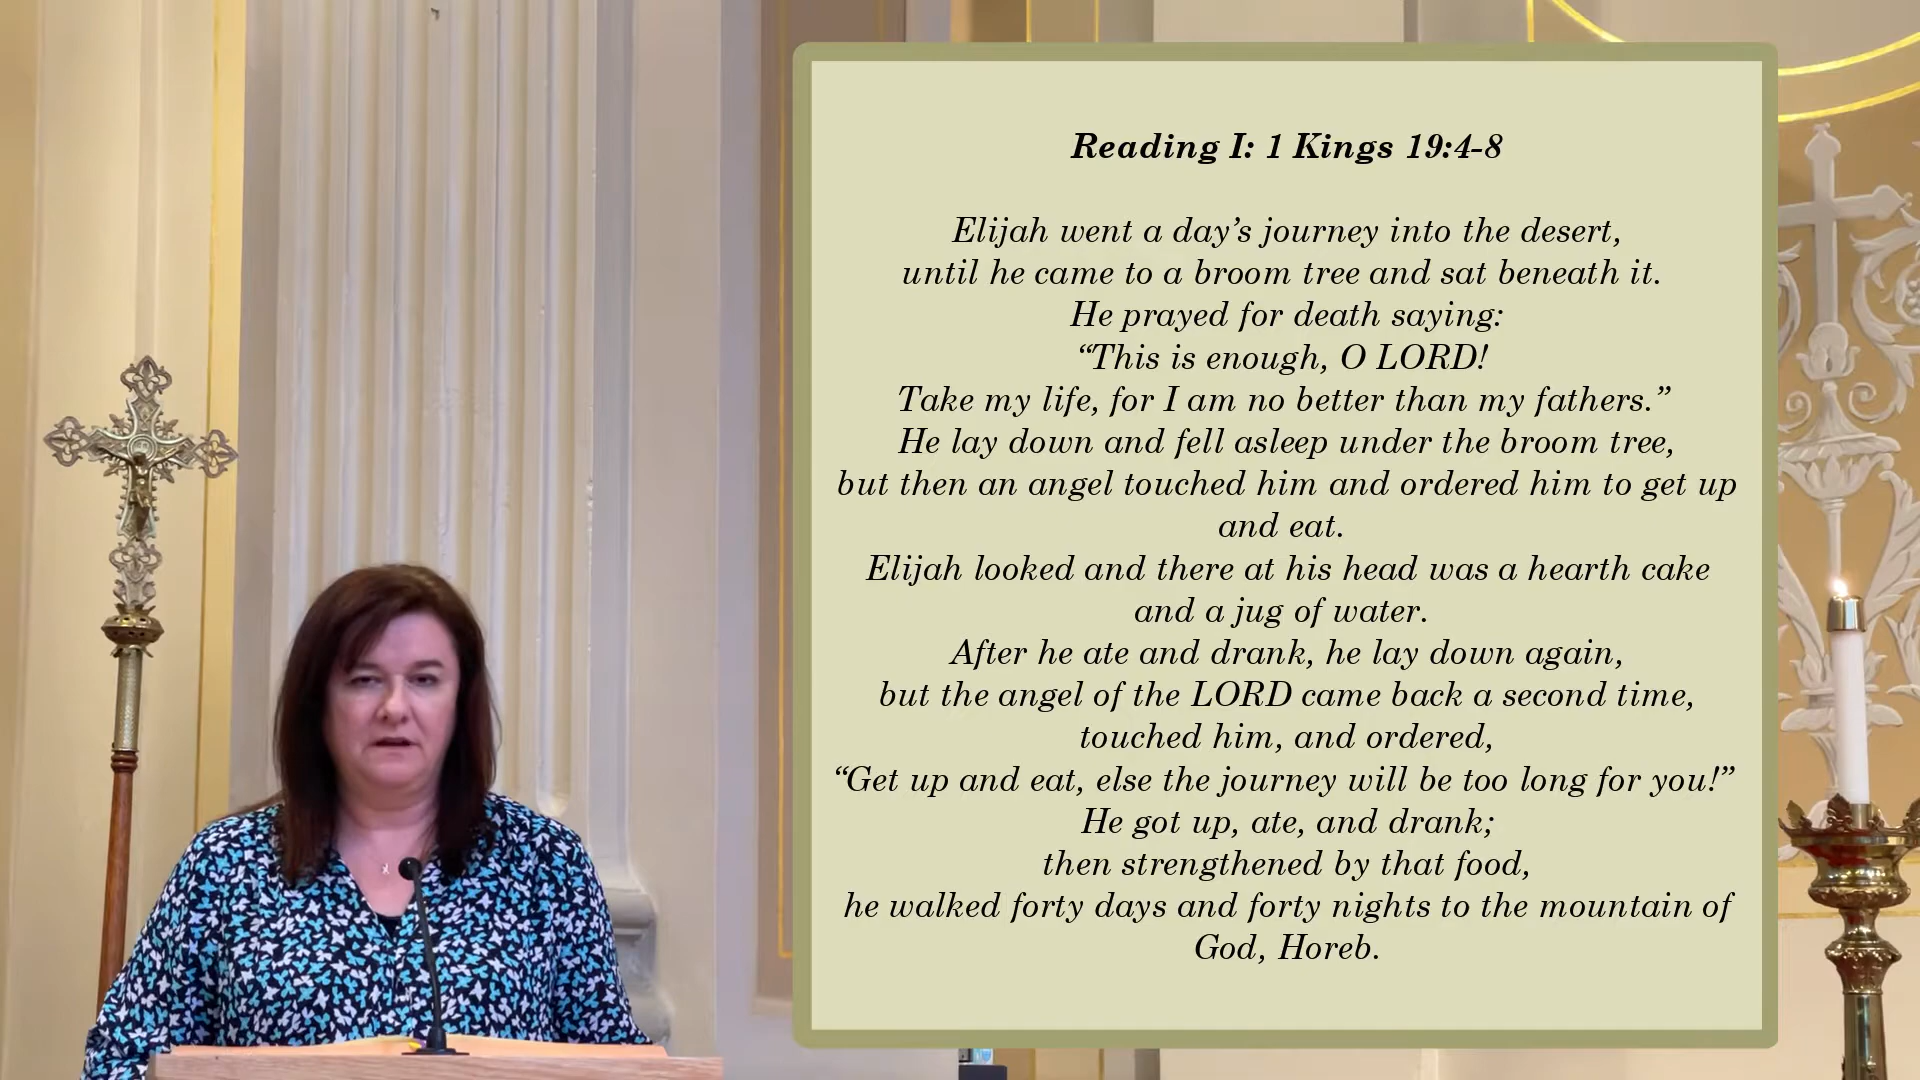 Reading I: 1 Kings 19:4-8
Elijah went a day’s journey into the desert,
until he came to a broom tree and sat beneath it.
He prayed for death saying:
“This is enough, O LORD!
Take my life, for I am no better than my fathers.”
He lay down and fell asleep under the broom tree,
but then an angel touched him and ordered him to get up
and eat.
Elijah looked and there at his head was a hearth cake
and a jug of water.
After he ate and drank, he lay down again,
but the angel of the LORD came back a second time,
touched him, and ordered,
“Get up and eat, else the journey will be too long for you!”
He got up, ate, and drank;
then strengthened by that food,
he walked forty days and forty nights to the mountain of
God, Horeb.